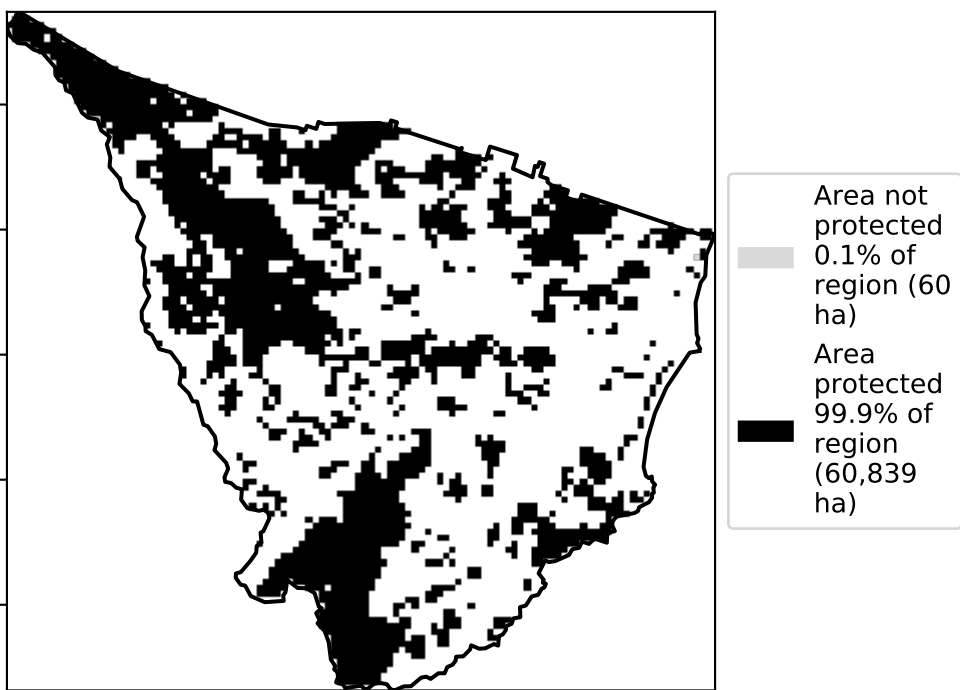 Area not
protected
0.1% of
region (60
ha)
Area
protected
99.9% of
region
(60,839
ha)